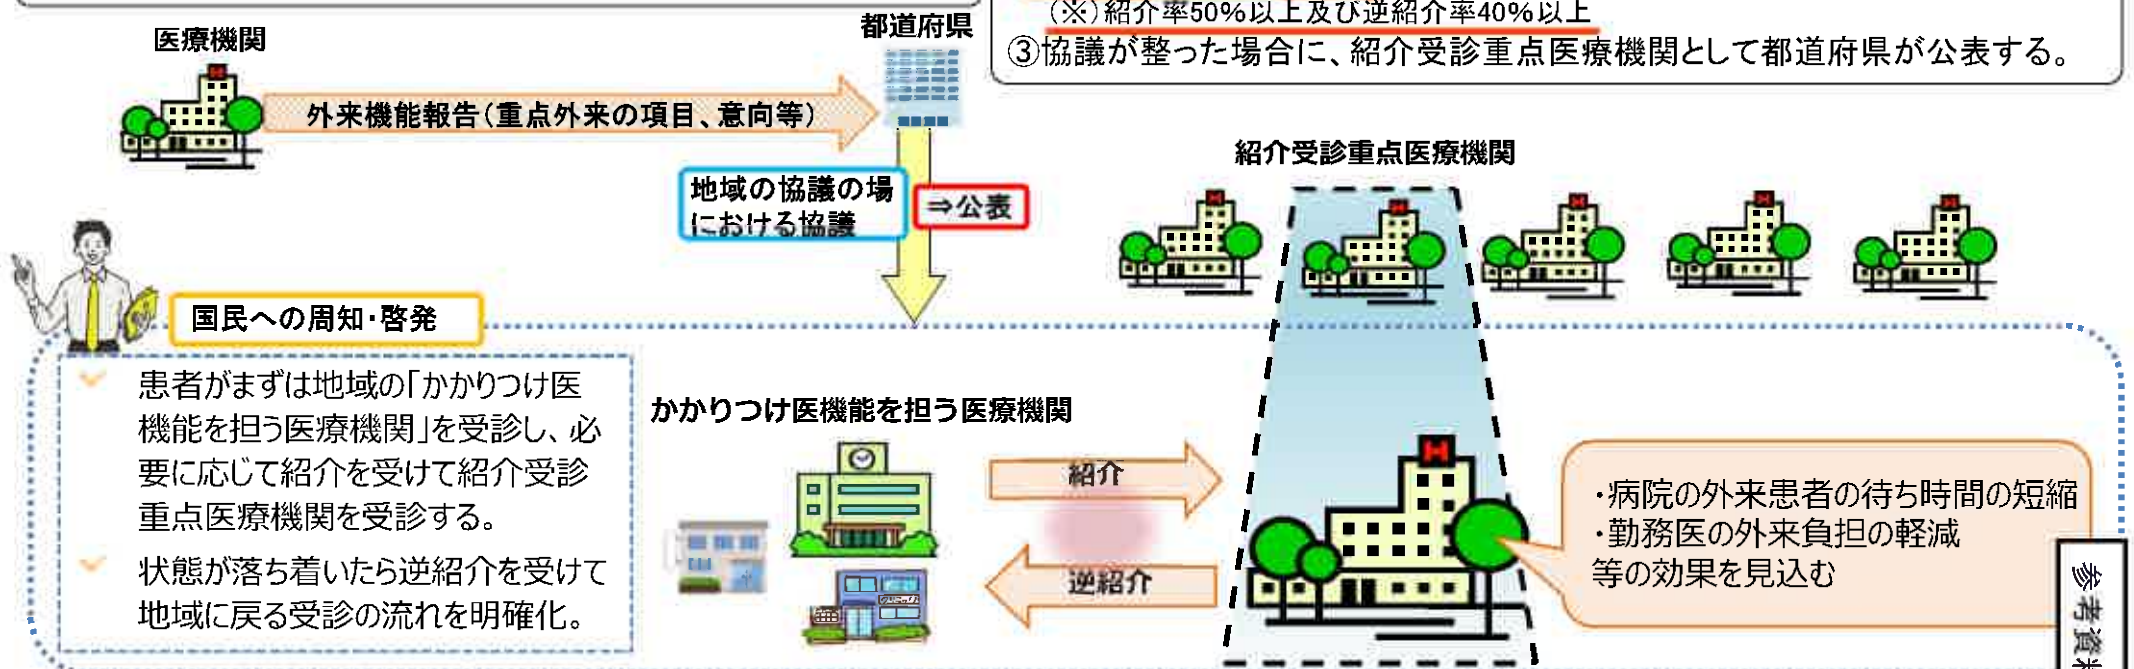 (※)紹介率50%以上及び逆紹介率40%以上
③協議が整った場合に、紹介受診重点医療機関として都道府県が公表する。
都道府県
医療機関
外来機能報告(重点外来の項目、意向等)
地域の協議の場
における協議
⇒公表
紹介受診重点医療機関
国民への周知・啓発
患者がまずは地域の「かかりつけ医
機能を担う医療機関」を受診し、必
要に応じて紹介を受けて紹介受診
重点医療機関を受診する。
状態が落ち着いたら逆紹介を受けて
地域に戻る受診の流れを明確化。
かかりつけ医機能を担う医療機関
紹介
逆紹介
・病院の外来患者の待ち時間の短縮
・勤務医の外来負担の軽減
等の効果を見込む
参考資料